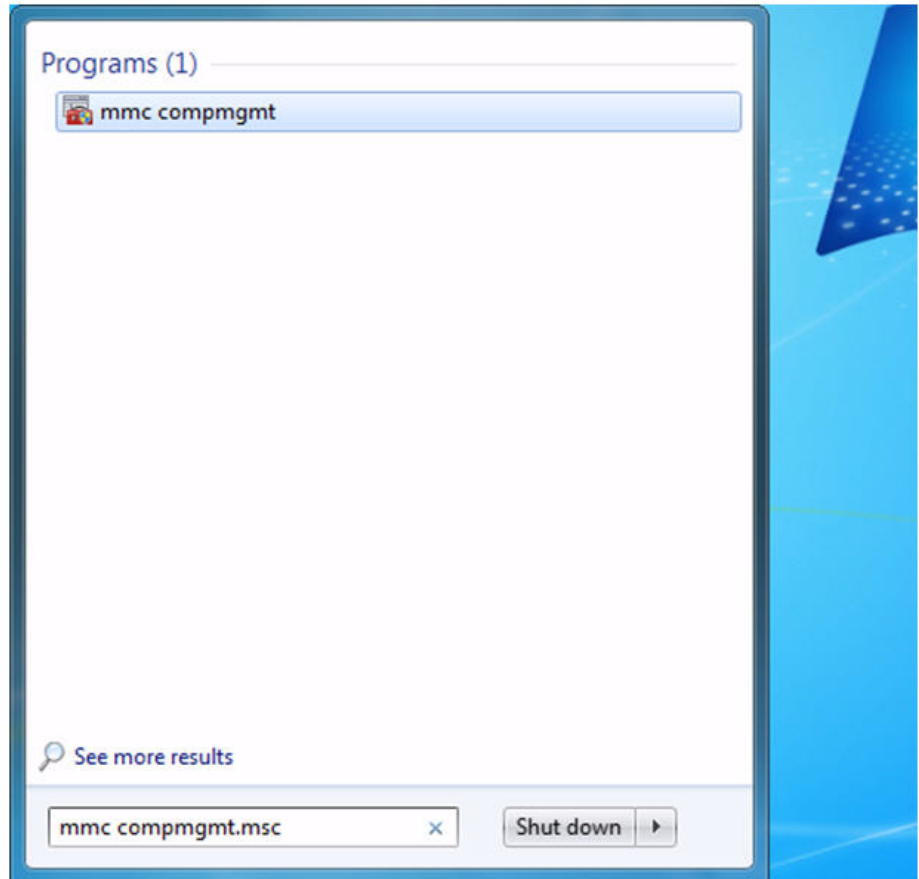 Programs (1)
mmc compmgmt
See more results
mmc compmgmt.msc
Shut down